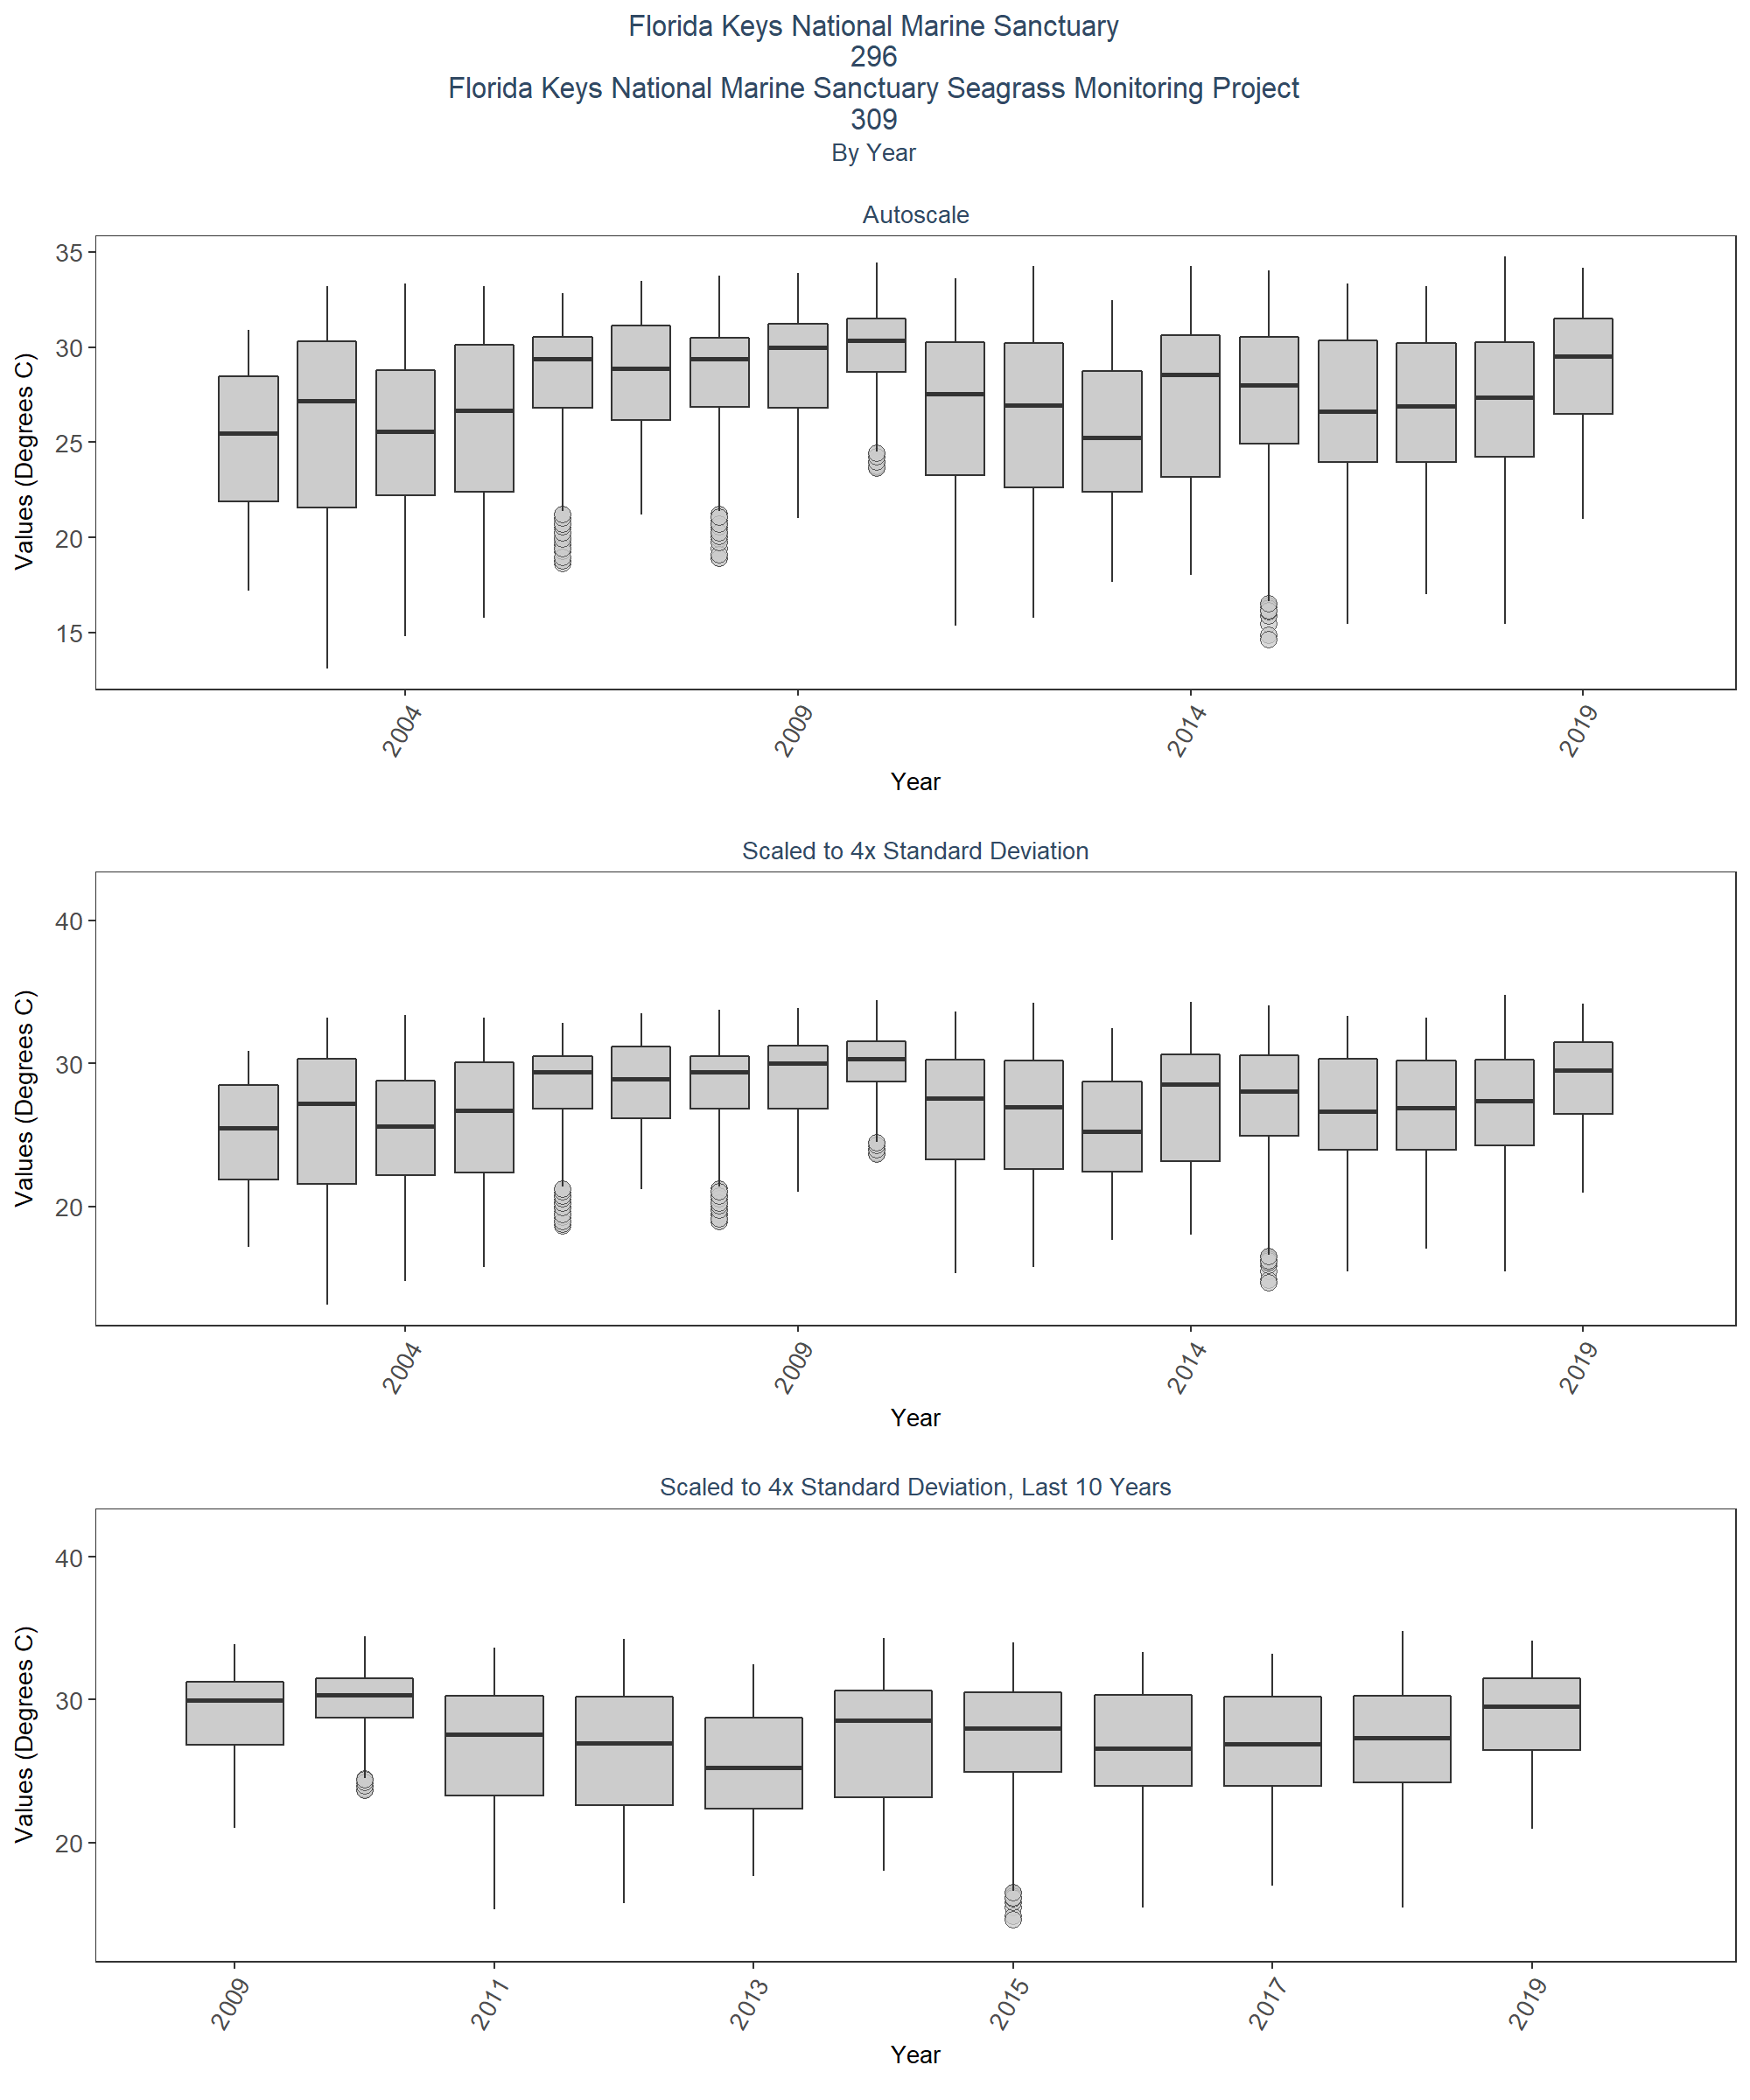 Florida Keys National Marine Sanctuary
296
Florida Keys National Marine Sanctuary Seagrass Monitoring Project
309
By Year
Autoscale
35
30
25
20
15
Values (Degrees C)
2004
2009
2014
2019
Year
Scaled to 4x Standard Deviation
40
30
20
Values (Degrees C)
2004
2009
2014
2019
Year
Scaled to 4x Standard Deviation, Last 10 Years
40
30
20
Values (Degrees C)
2009
2011
2013
2015
2017
2019
Year